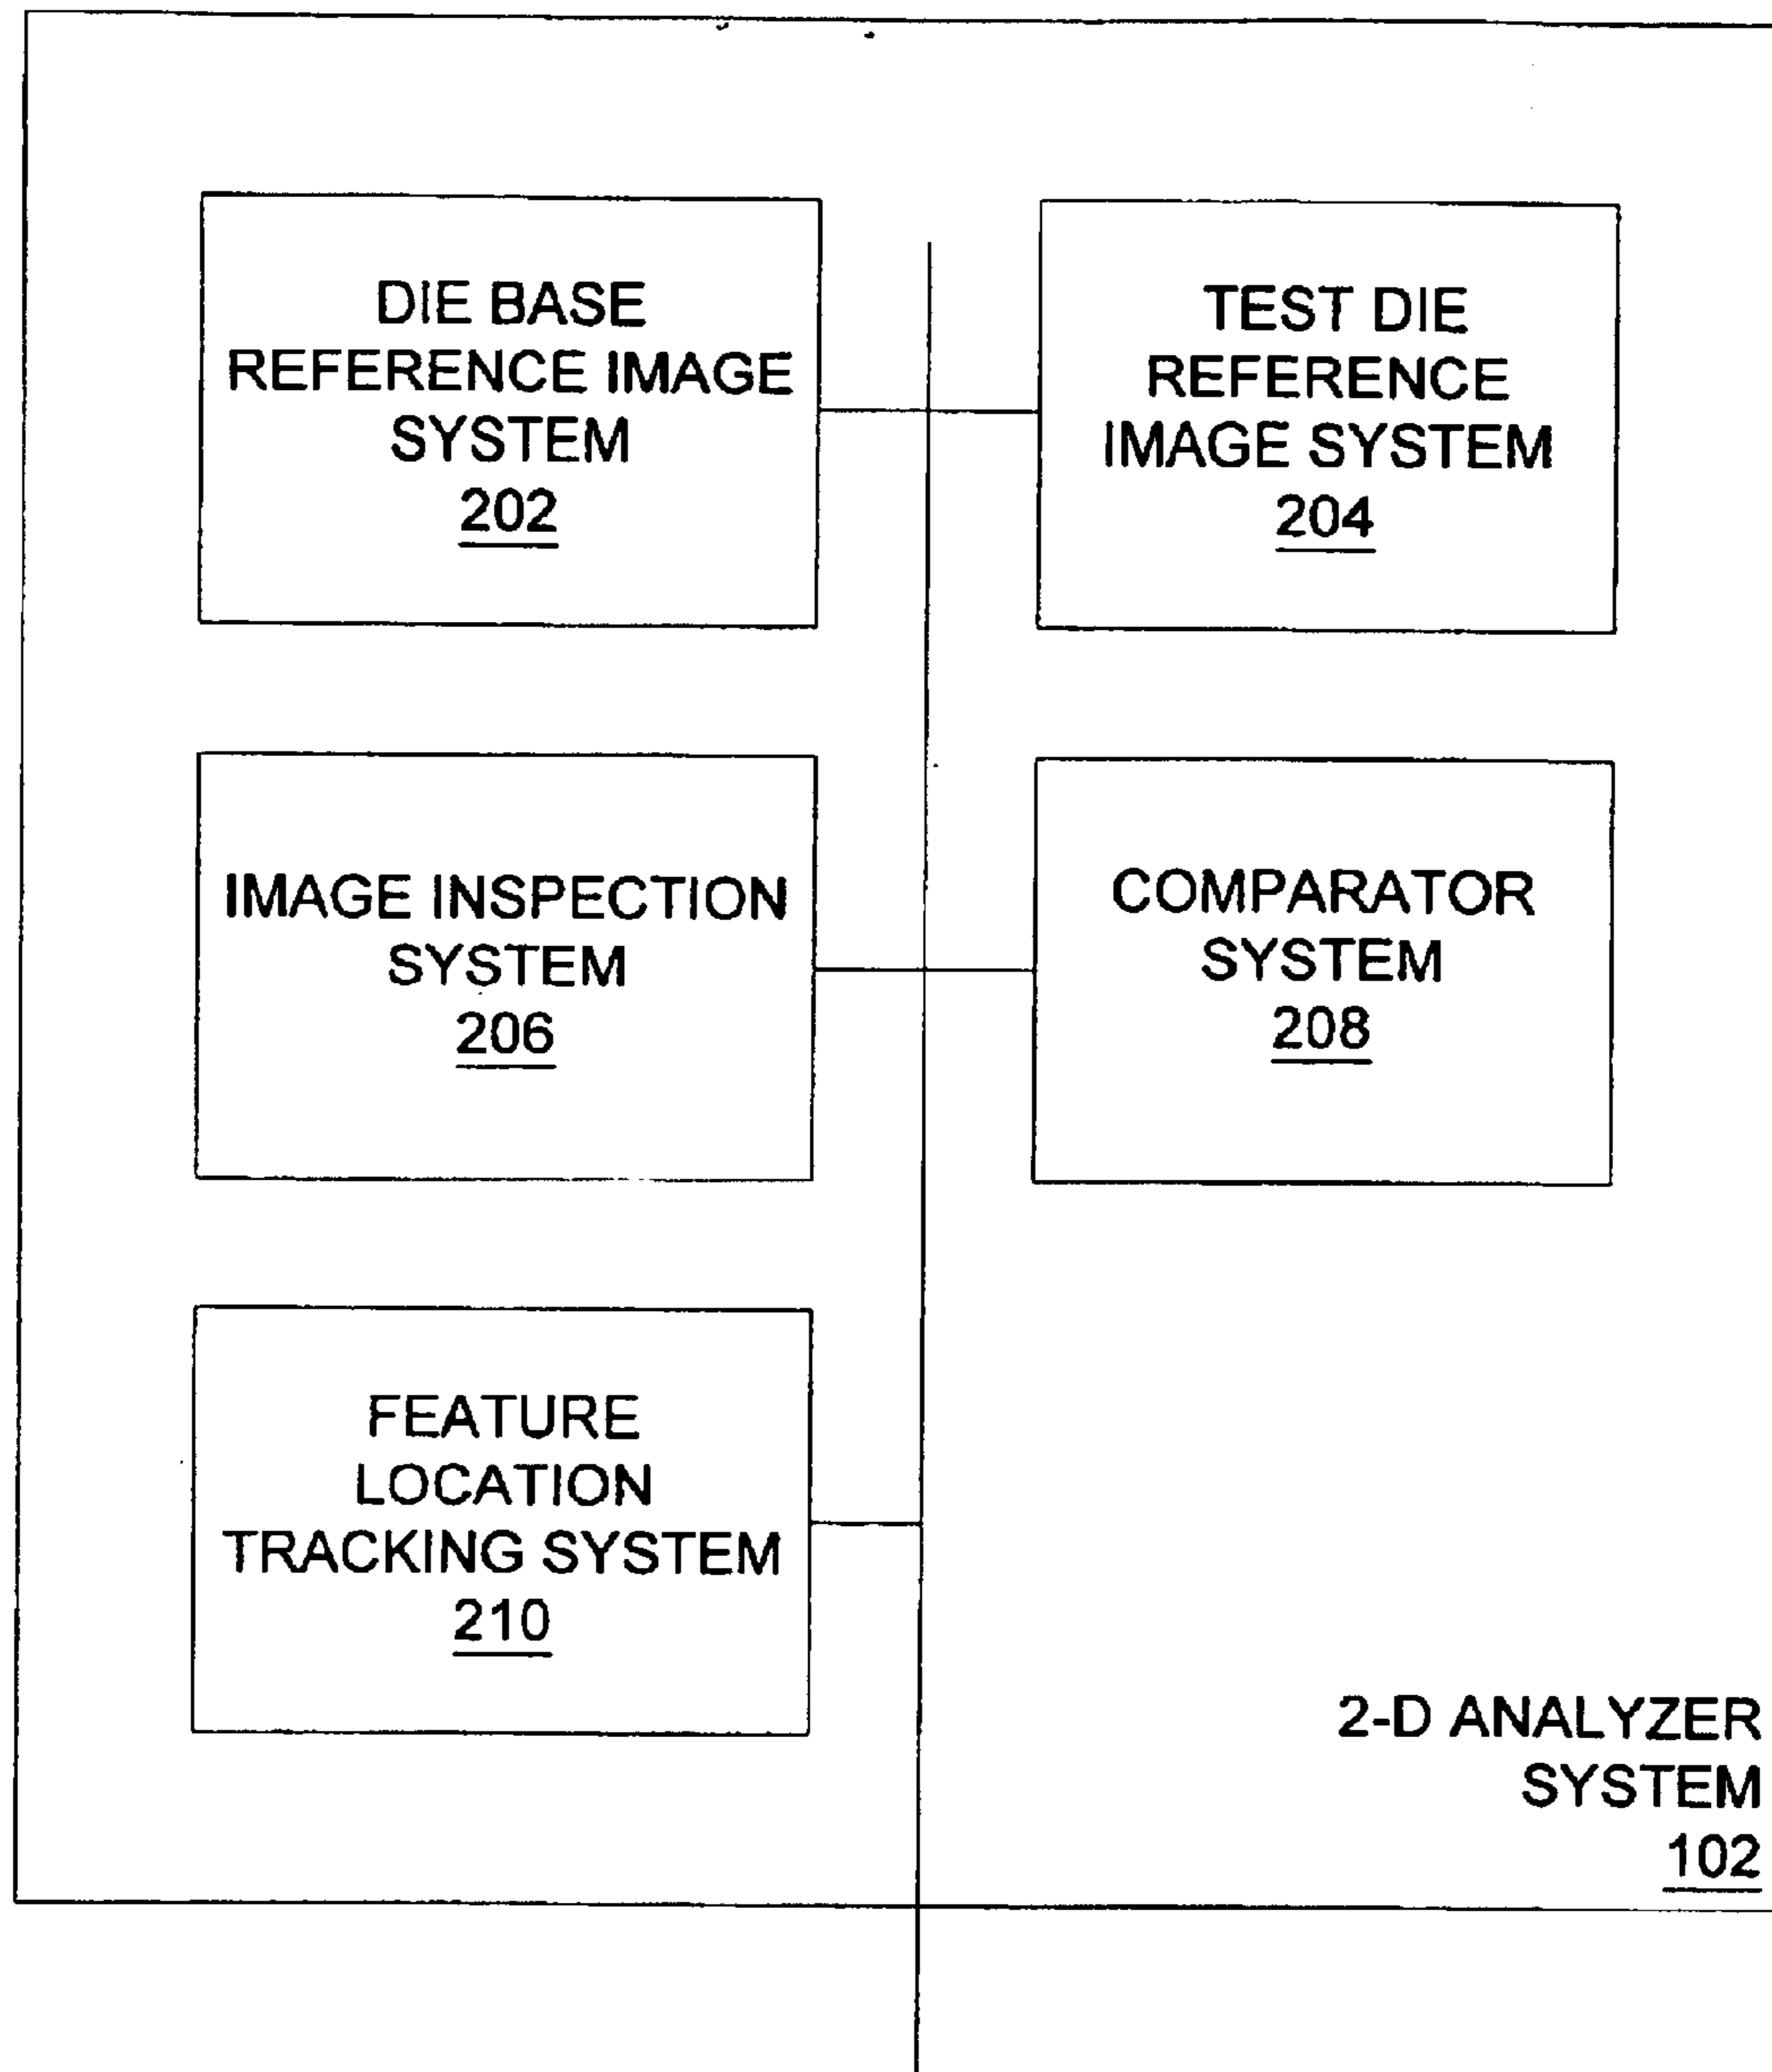 DIE BASE
REFERENCE IMAGE
SYSTEM
202
TEST DIE
REFERENCE
IMAGE SYSTEM
204
IMAGE INSPECTION
SYSTEM
206
COMPARATOR
SYSTEM
208
FEATURE
LOCATION
TRACKING SYSTEM
210
2-D ANALYZER
SYSTEM
102